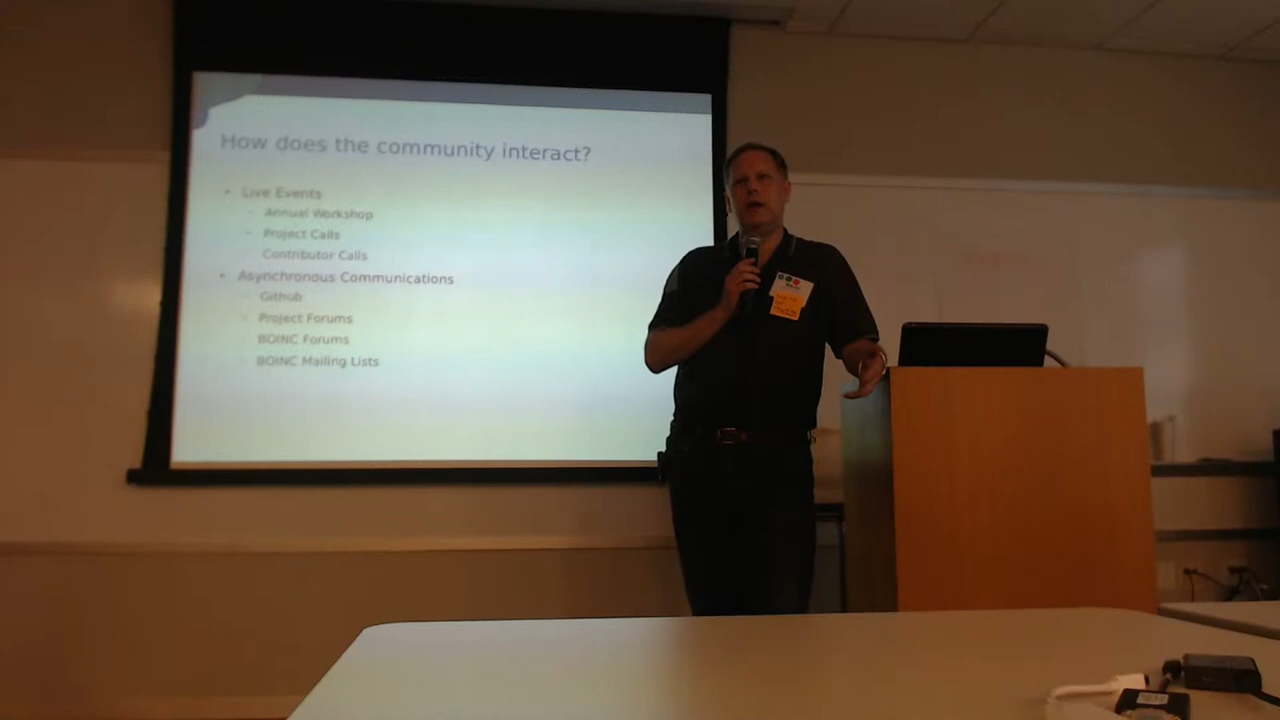 How does the community interact?
Live Events
Annual Workshop
Project Calls
Contributor Calls
Asynchronous Communications
Github
Project Forums
BOINC Forums
BOINC Mailing Lists